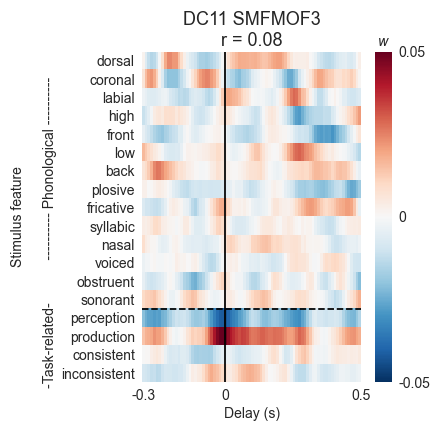 DC11 SMFMOF3
r = 0.08
w
dorsal
coronal
labial
high
front
low
back
plosive
fricative
syllabic
nasal
voiced
obstruent
sonorant
perception
production
consistent
inconsistent
Stimulus feature
---------- Phonological ----------
-Task-related-
0.05
0
-0.05
-0.3 0 0.5
Delay (s)